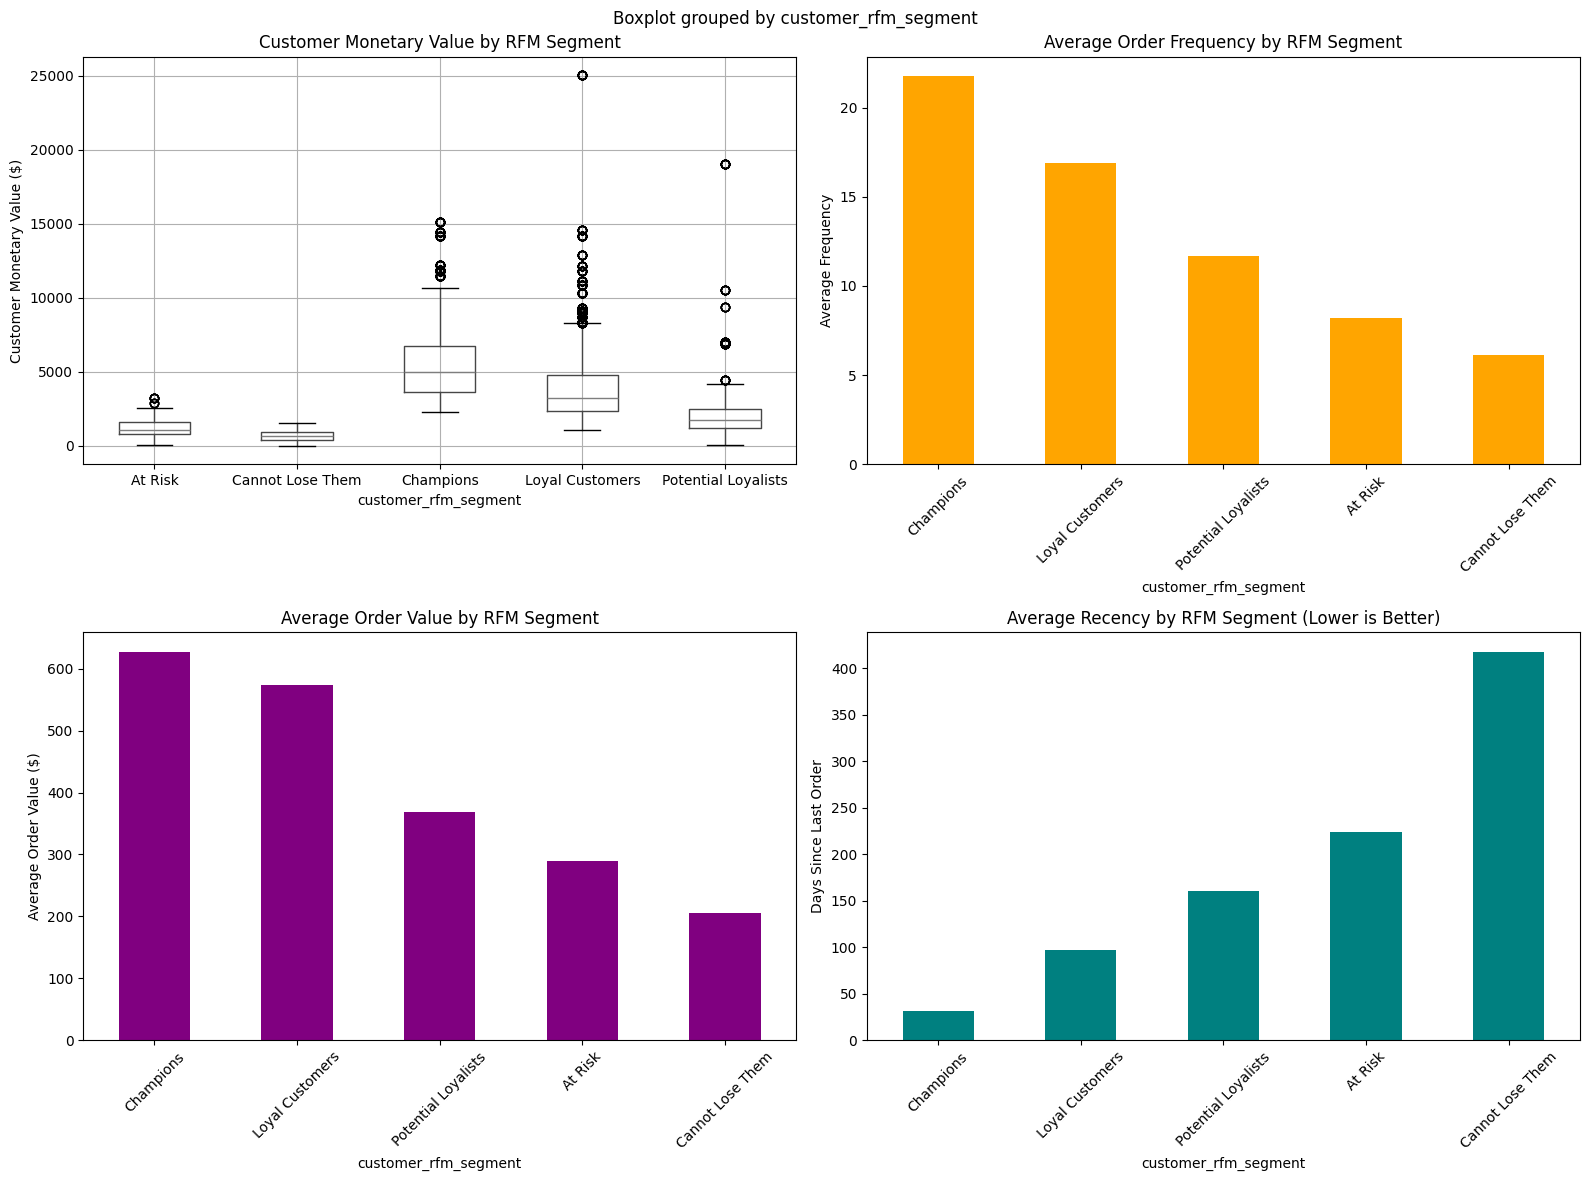 Boxplot grouped by customer_rfm_segment
Customer Monetary Value by RFM Segment
Customer Monetary Value ($)
25000
20000
15000
10000
5000
0
At Risk
Cannot Lose Them
Champions
Loyal Customers
Potential Loyalists
customer_rfm_segment
Average Order Frequency by RFM Segment
Average Frequency
20
15
10
5
0
Champions
Loyal Customers
Potential Loyalists
At Risk
Cannot Lose Them
customer_rfm_segment
Average Order Value by RFM Segment
Average Order Value ($)
600
500
400
300
200
100
0
Champions
Loyal Customers
Potential Loyalists
At Risk
Cannot Lose Them
customer_rfm_segment
Average Recency by RFM Segment (Lower is Better)
Days Since Last Order
400
350
300
250
200
150
100
50
0
Champions
Loyal Customers
Potential Loyalists
At Risk
Cannot Lose Them
customer_rfm_segment